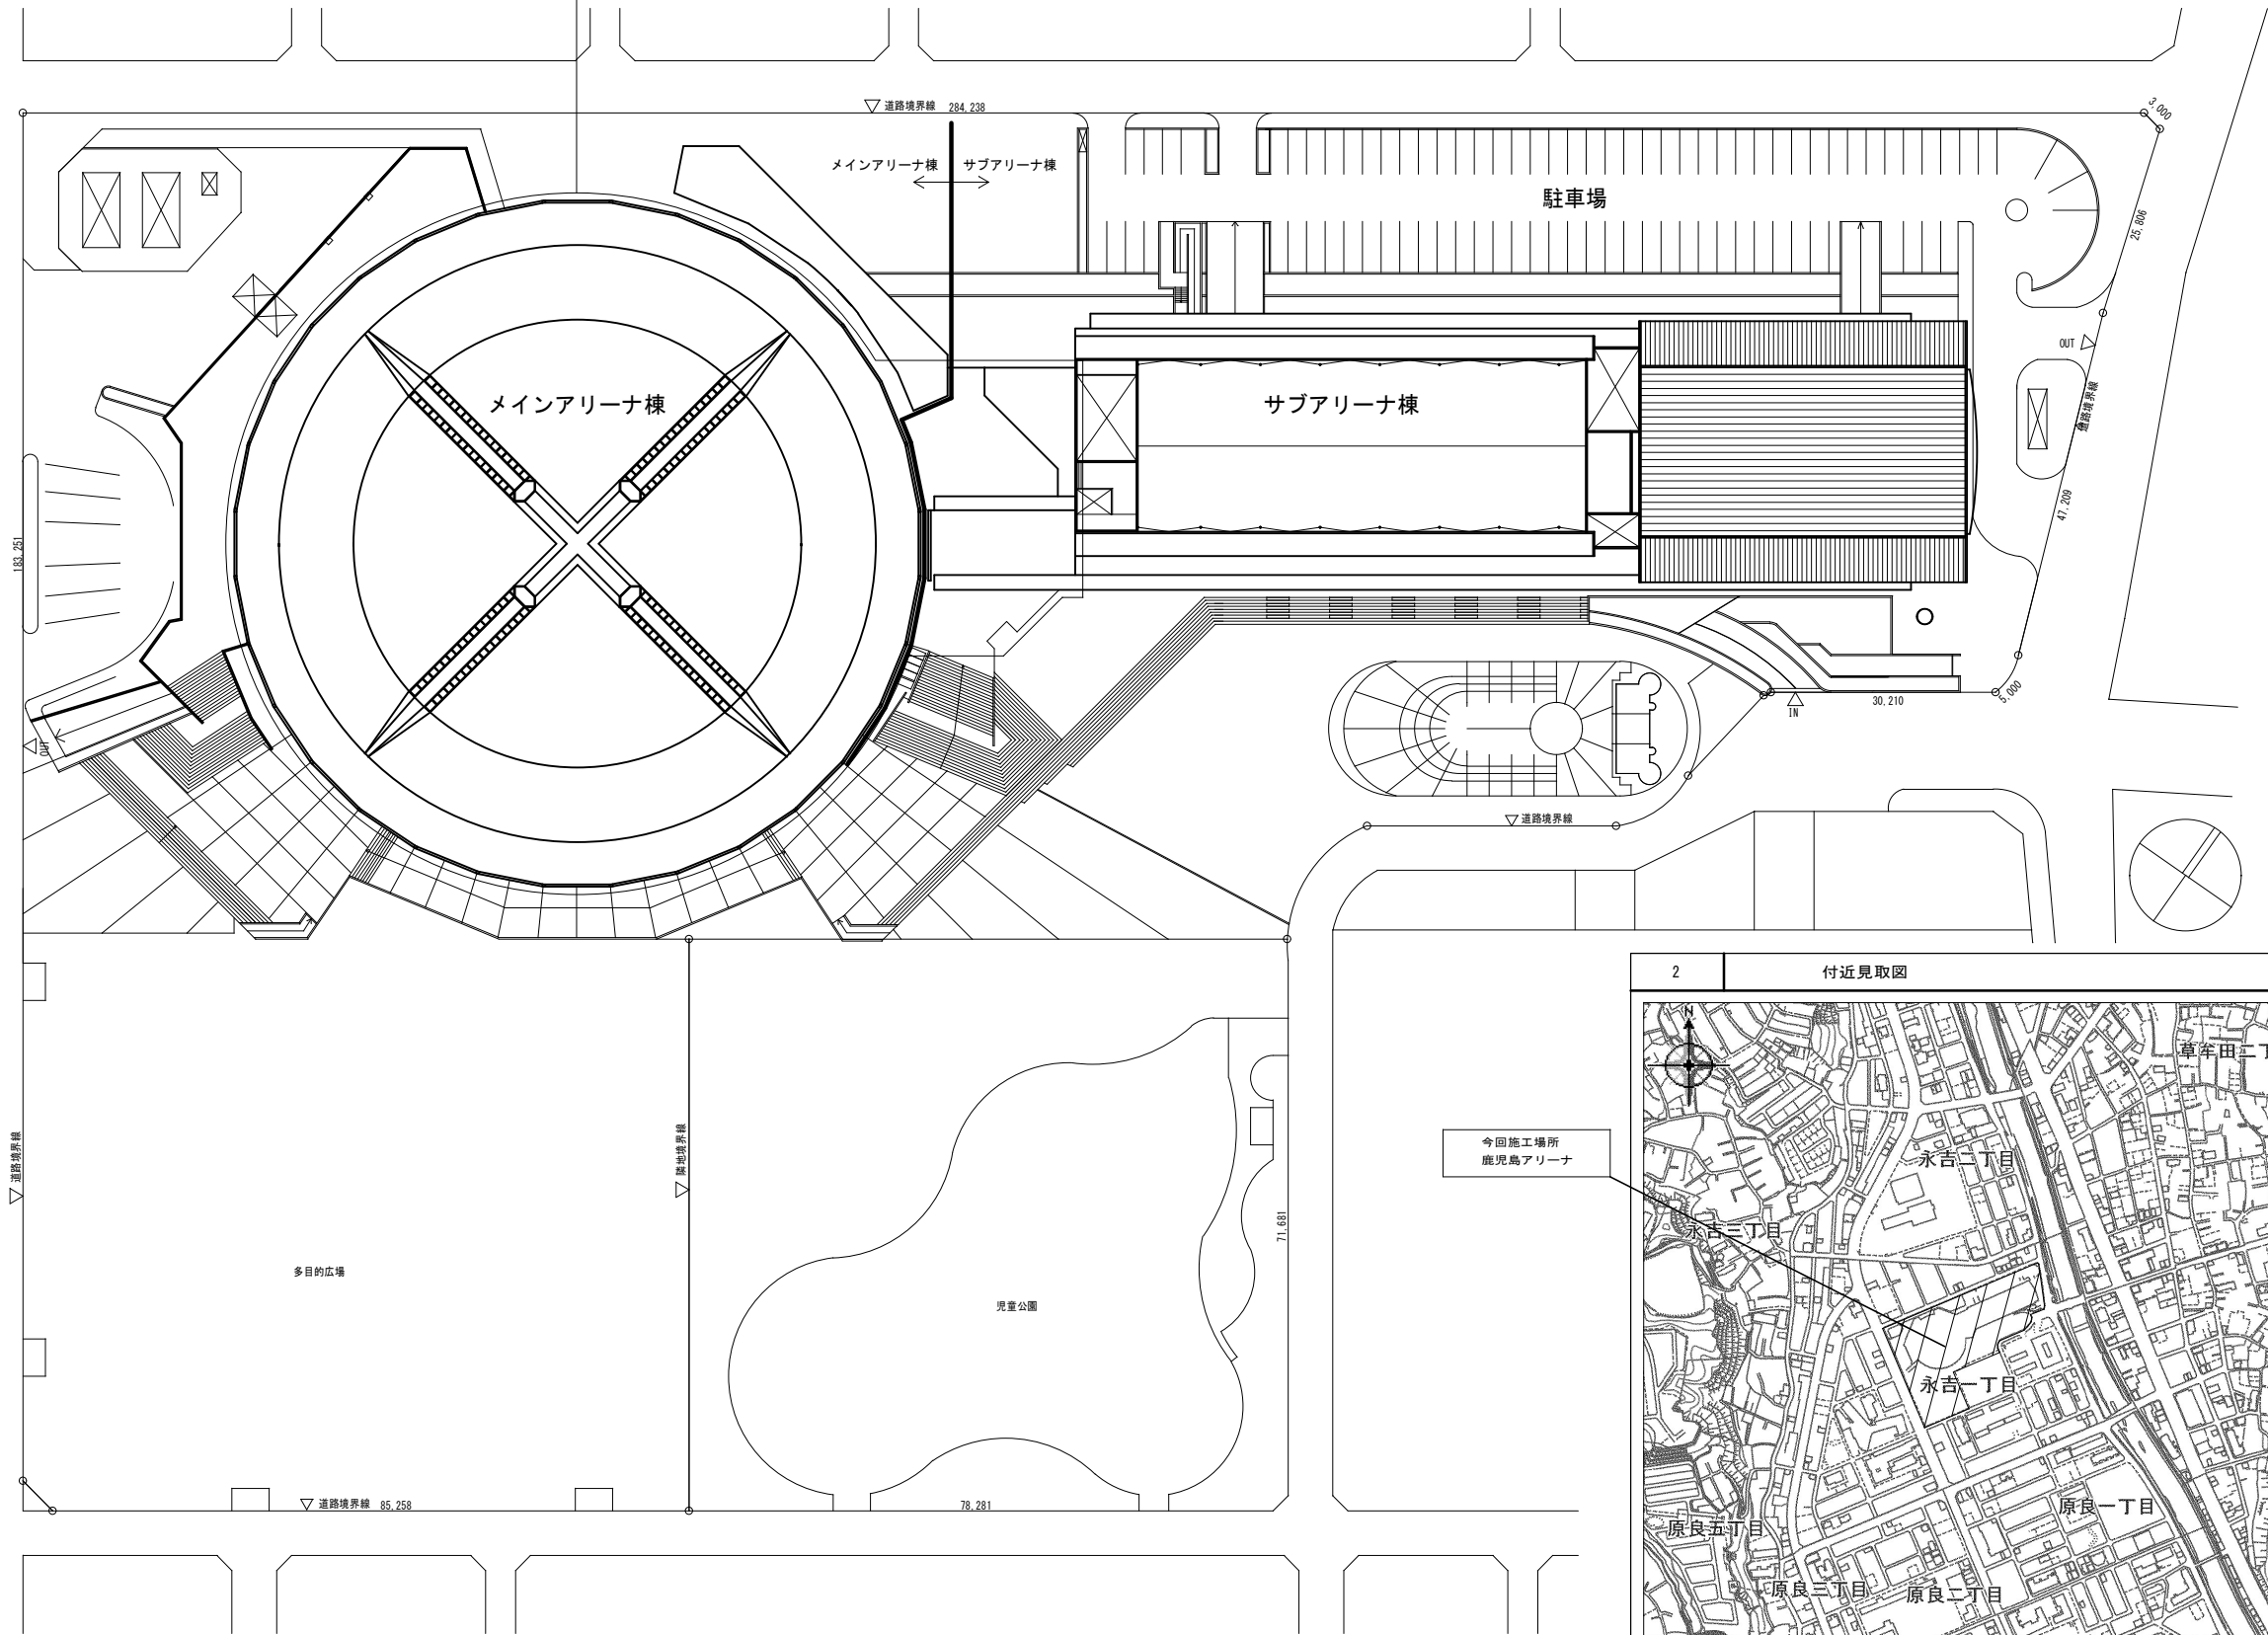 道路境界線 284,238
3,000
メインアリーナ棟 サブアリーナ棟
駐車場
25,806
OUT
道路境界線
メインアリーナ棟
サブアリーナ棟
47,209
183,251
OUT
IN
30,210
5,000
道路境界線
2 付近見取図
N
草牟田二丁
今回施工場所
鹿児島アリーナ
永吉二丁目
永吉三丁目
永吉一丁目
原良一丁目
原良五丁目
原良三丁目
原良二丁目
道路境界線
隣地境界線
71,681
多目的広場
児童公園
道路境界線 85,258
78,281